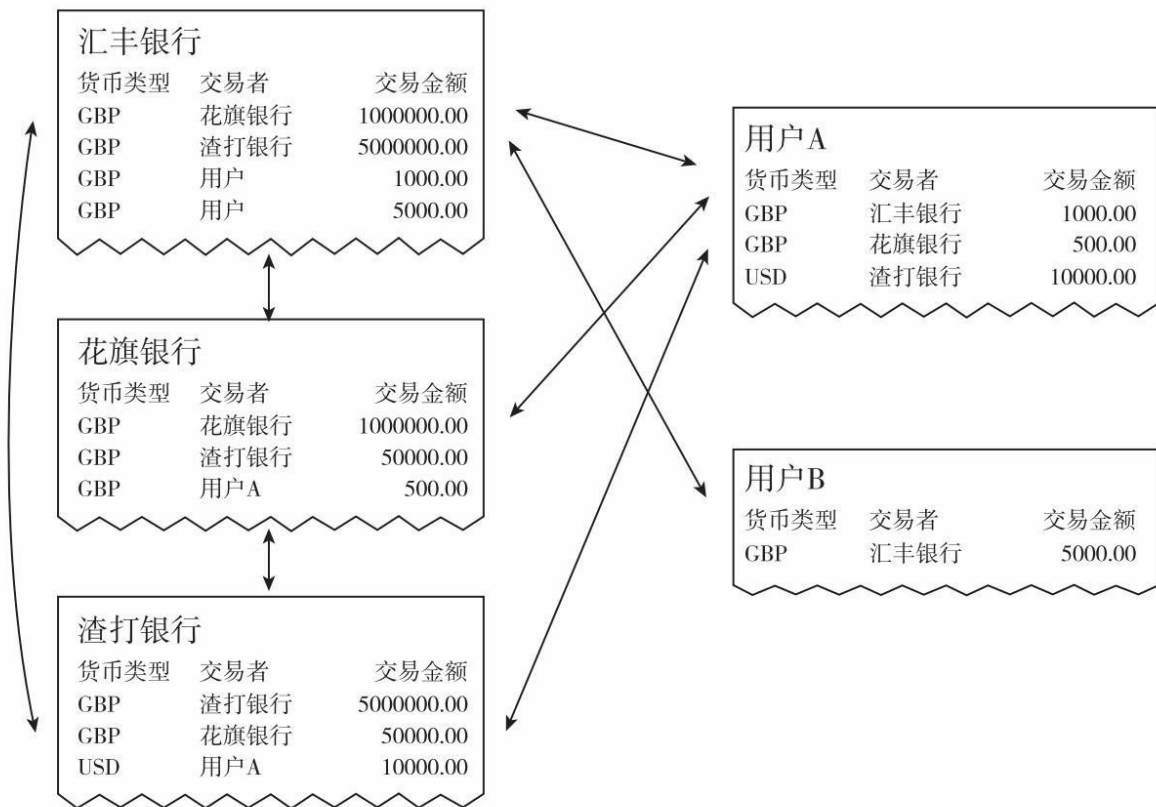 汇丰银行
货币类型 交易者 交易金额
GBP 花旗银行 1000000.00
GBP 渣打银行 5000000.00
GBP 用户 1000.00
GBP 用户 5000.00
花旗银行
货币类型 交易者 交易金额
GBP 花旗银行 1000000.00
GBP 渣打银行 50000.00
GBP 用户A 500.00
渣打银行
货币类型 交易者 交易金额
GBP 渣打银行 5000000.00
GBP 花旗银行 50000.00
USD 用户A 10000.00
用户A
货币类型 交易者 交易金额
GBP 汇丰银行 1000.00
GBP 花旗银行 500.00
USD 渣打银行 10000.00
用户B
货币类型 交易者 交易金额
GBP 汇丰银行 5000.00